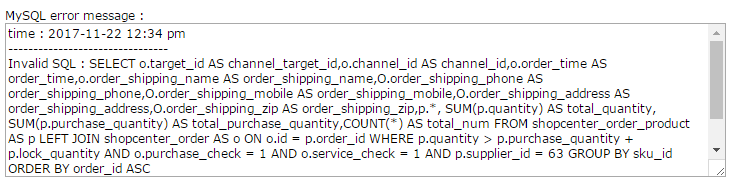 MySQL error message :
time : 2017-11-22 12:34 pm
--------------------------------
Invalid SQL : SELECT o.target_id AS channel_target_id,o.channel_id AS channel_id,o.order_time AS
order_time,o.order_shipping_name AS order_shipping_name,O.order_shipping_phone AS
order_shipping_phone,O.order_shipping_mobile AS order_shipping_mobile,O.order_shipping_address AS
order_shipping_address,O.order_shipping_zip AS order_shipping_zip,p.*, SUM(p.quantity) AS total_quantity,
SUM(p.purchase_quantity) AS total_purchase_quantity,COUNT(*) AS total_num FROM shopcenter_order_product
AS p LEFT JOIN shopcenter_order AS o ON o.id = p.order_id WHERE p.quantity > p.purchase_quantity +
p.lock_quantity AND o.purchase_check = 1 AND o.service_check = 1 AND p.supplier_id = 63 GROUP BY sku_id
ORDER BY order_id ASC